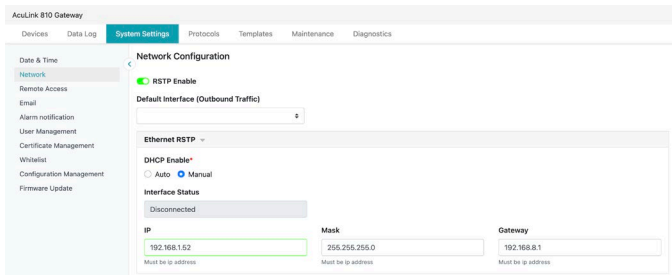 AcuLink 810 Gateway
Devices Data Log System Settings Protocols Templates Maintenance Diagnostics
Date & Time
Network
Remote Access
Email
Alarm notification
User Management
Certificate Management
Whitelist
Configuration Management
Firmware Update
Network Configuration
RSTP Enable
Default Interface (Outbound Traffic)
Ethernet RSTP
DHCP Enable*
Auto Manual
Interface Status
Disconnected
IP Mask Gateway
192.168.1.52 255.255.255.0 192.168.8.1
Must be ip address Must be ip address Must be ip address